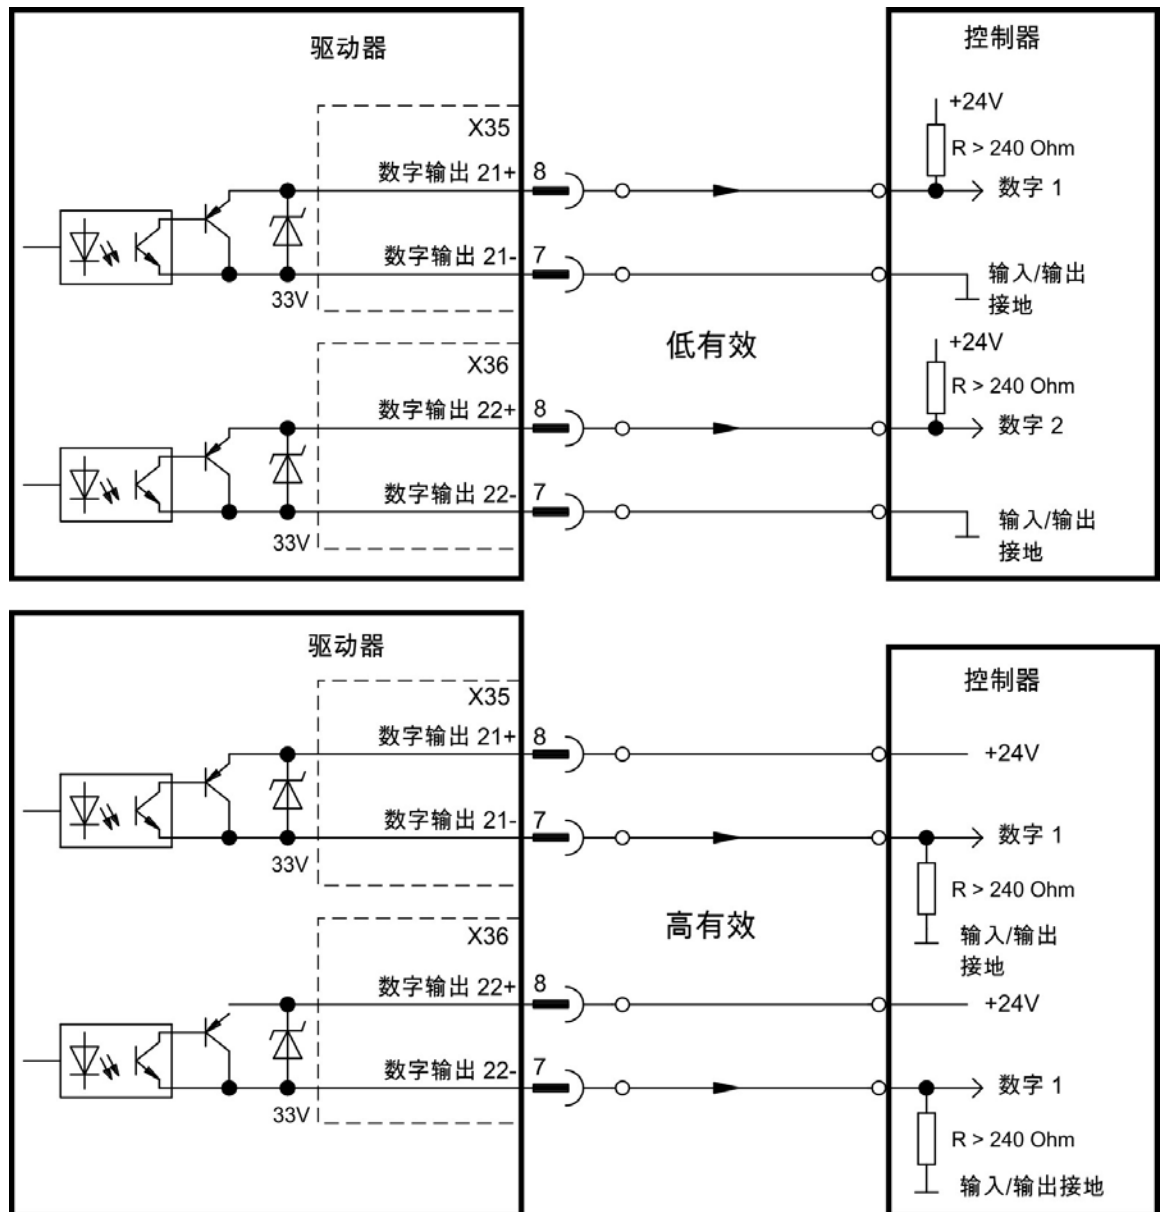 驱动器
控制器
X35
+24V
R > 240 Ohm
数字输出 21+ 8
数字 1
数字输出 21- 7
输入/输出
接地
33V
低有效
+24V
X36
R > 240 Ohm
数字输出 22+ 8
数字 2
数字输出 22- 7
输入/输出
接地
33V
驱动器
控制器
X35
数字输出 21+ 8
+24V
数字输出 21- 7
数字 1
33V
R > 240 Ohm
高有效
X36
输入/输出
接地
数字输出 22+ 8
+24V
数字输出 22- 7
数字 1
33V
R > 240 Ohm
输入/输出接地